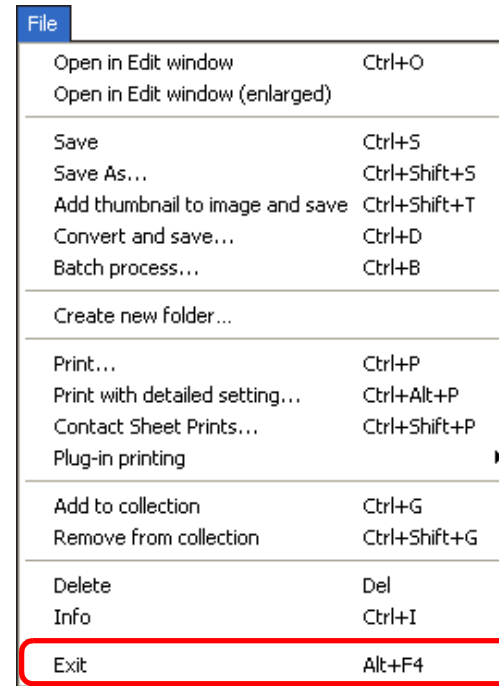 File
Open in Edit window Ctrl+O
Open in Edit window (enlarged)
Save Ctrl+S
Save As... Ctrl+Shift+S
Add thumbnail to image and save Ctrl+Shift+T
Convert and save... Ctrl+D
Batch process... Ctrl+B
Create new folder...
Print... Ctrl+P
Print with detailed setting... Ctrl+Alt+P
Contact Sheet Prints... Ctrl+Shift+P
Plug-in printing
Add to collection Ctrl+G
Remove from collection Ctrl+Shift+G
Delete Del
Info Ctrl+I
Exit Alt+F4